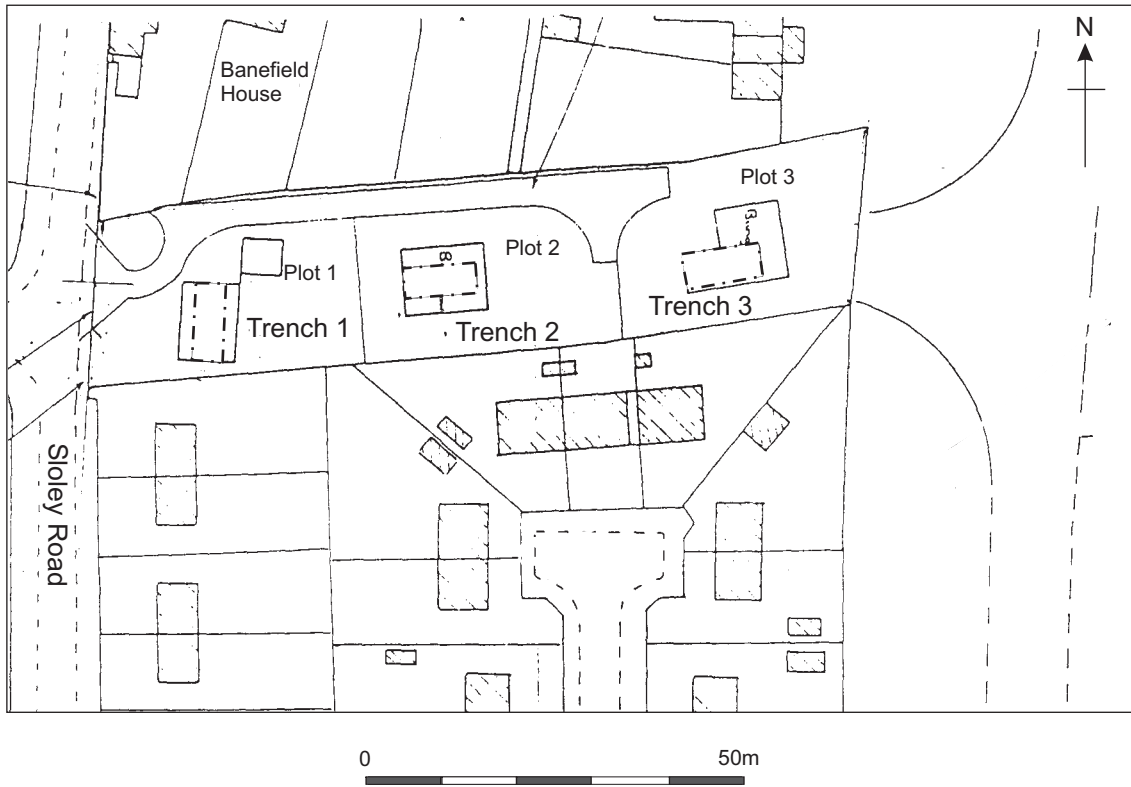 Banefield
House
N
Plot 3
Plot 2
Plot 1
Trench 3
Trench 1
Trench 2
Sloley Road
0
50m